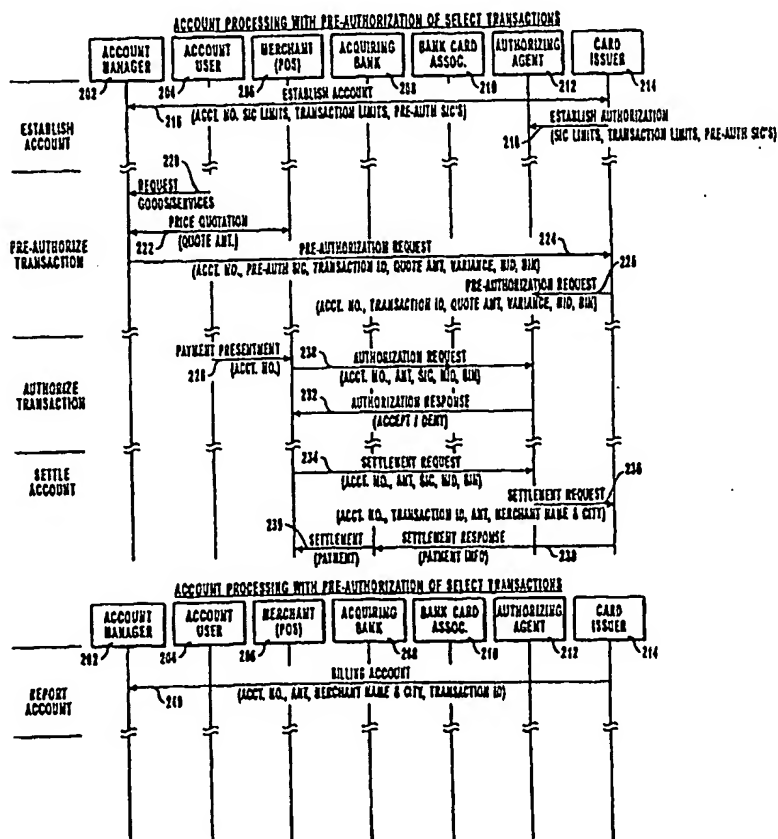 ACCOUNT PROCESSING WITH PRE-AUTHORIZATION OF SELECT TRANSACTIONS
ACCOUNT MANAGER
202
ACCOUNT USER
204
MERCHANT (POS)
206
ACQUIRING BANK
208
BANK CARD ASSOC.
210
AUTHORIZING AGENT
212
CARD ISSUER
214
ESTABLISH ACCOUNT
ESTABLISH ACCOUNT
216
(ACCT. NO. SIC LIMITS, TRANSACTION LIMITS, PRE-AUTH SIC'S)
ESTABLISH AUTHORIZATION
218
(SIC LIMITS, TRANSACTION LIMITS, PRE-AUTH SIC'S)
PRE-AUTHORIZE TRANSACTION
220
REQUEST
GOODS/SERVICES
PRICE QUOTATION
222
(QUOTE AMT.)
PRE-AUTHORIZATION REQUEST
224
(ACCT. NO., PRE-AUTH SIC, TRANSACTION ID, QUOTE AMT, VARIANCE, MID, BIN)
226
PRE-AUTHORIZATION REQUEST
(ACCT. NO., TRANSACTION ID, QUOTE AMT, VARIANCE, MID, BIN)
AUTHORIZE TRANSACTION
PAYMENT PRESENTMENT
228
(ACCT. NO.)
230
AUTHORIZATION REQUEST
(ACCT. NO., AMT, SIC, MID, BIN)
232
AUTHORIZATION RESPONSE
(ACCEPT / DENY)
SETTLE ACCOUNT
234
SETTLEMENT REQUEST
(ACCT. NO., AMT, SIC, MID, BIN)
236
SETTLEMENT REQUEST
(ACCT. NO., TRANSACTION ID, AMT, MERCHANT NAME & CITY)
239
SETTLEMENT
(PAYMENT)
SETTLEMENT RESPONSE
(PAYMENT INFO)
238
ACCOUNT PROCESSING WITH PRE-AUTHORIZATION OF SELECT TRANSACTIONS
ACCOUNT MANAGER
202
ACCOUNT USER
204
MERCHANT (POS)
206
ACQUIRING BANK
208
BANK CARD ASSOC.
210
AUTHORIZING AGENT
212
CARD ISSUER
214
REPORT ACCOUNT
BILLING ACCOUNT
240
(ACCT. NO., AMT, MERCHANT NAME & CITY, TRANSACTION ID)